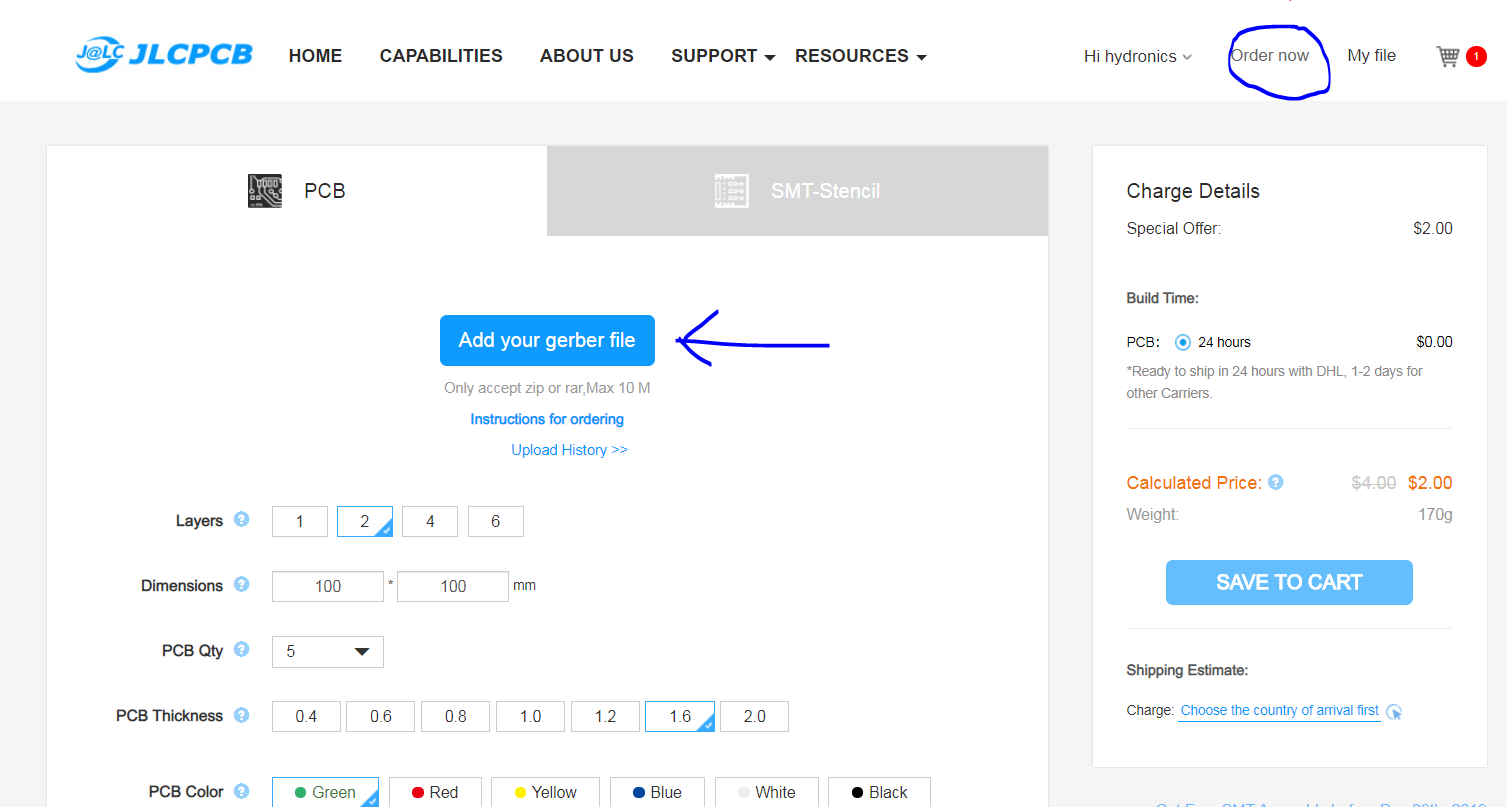 J@LC JLCPCB HOME CAPABILITIES ABOUT US SUPPORT RESOURCES Hi hydronics Order now My file 1
PCB SMT-Stencil
Add your gerber file
Only accept zip or rar,Max 10 M
Instructions for ordering
Upload History >>
Layers ? 1 2 4 6
Dimensions ? 100 * 100 mm
PCB Qty ? 5
PCB Thickness ? 0.4 0.6 0.8 1.0 1.2 1.6 2.0
PCB Color ? Green Red Yellow Blue White Black
Charge Details
Special Offer: $2.00
Build Time:
PCB: 24 hours $0.00
*Ready to ship in 24 hours with DHL, 1-2 days for
other Carriers.
Calculated Price: ? $4.00 $2.00
Weight: 170g
SAVE TO CART
Shipping Estimate:
Charge: Choose the country of arrival first